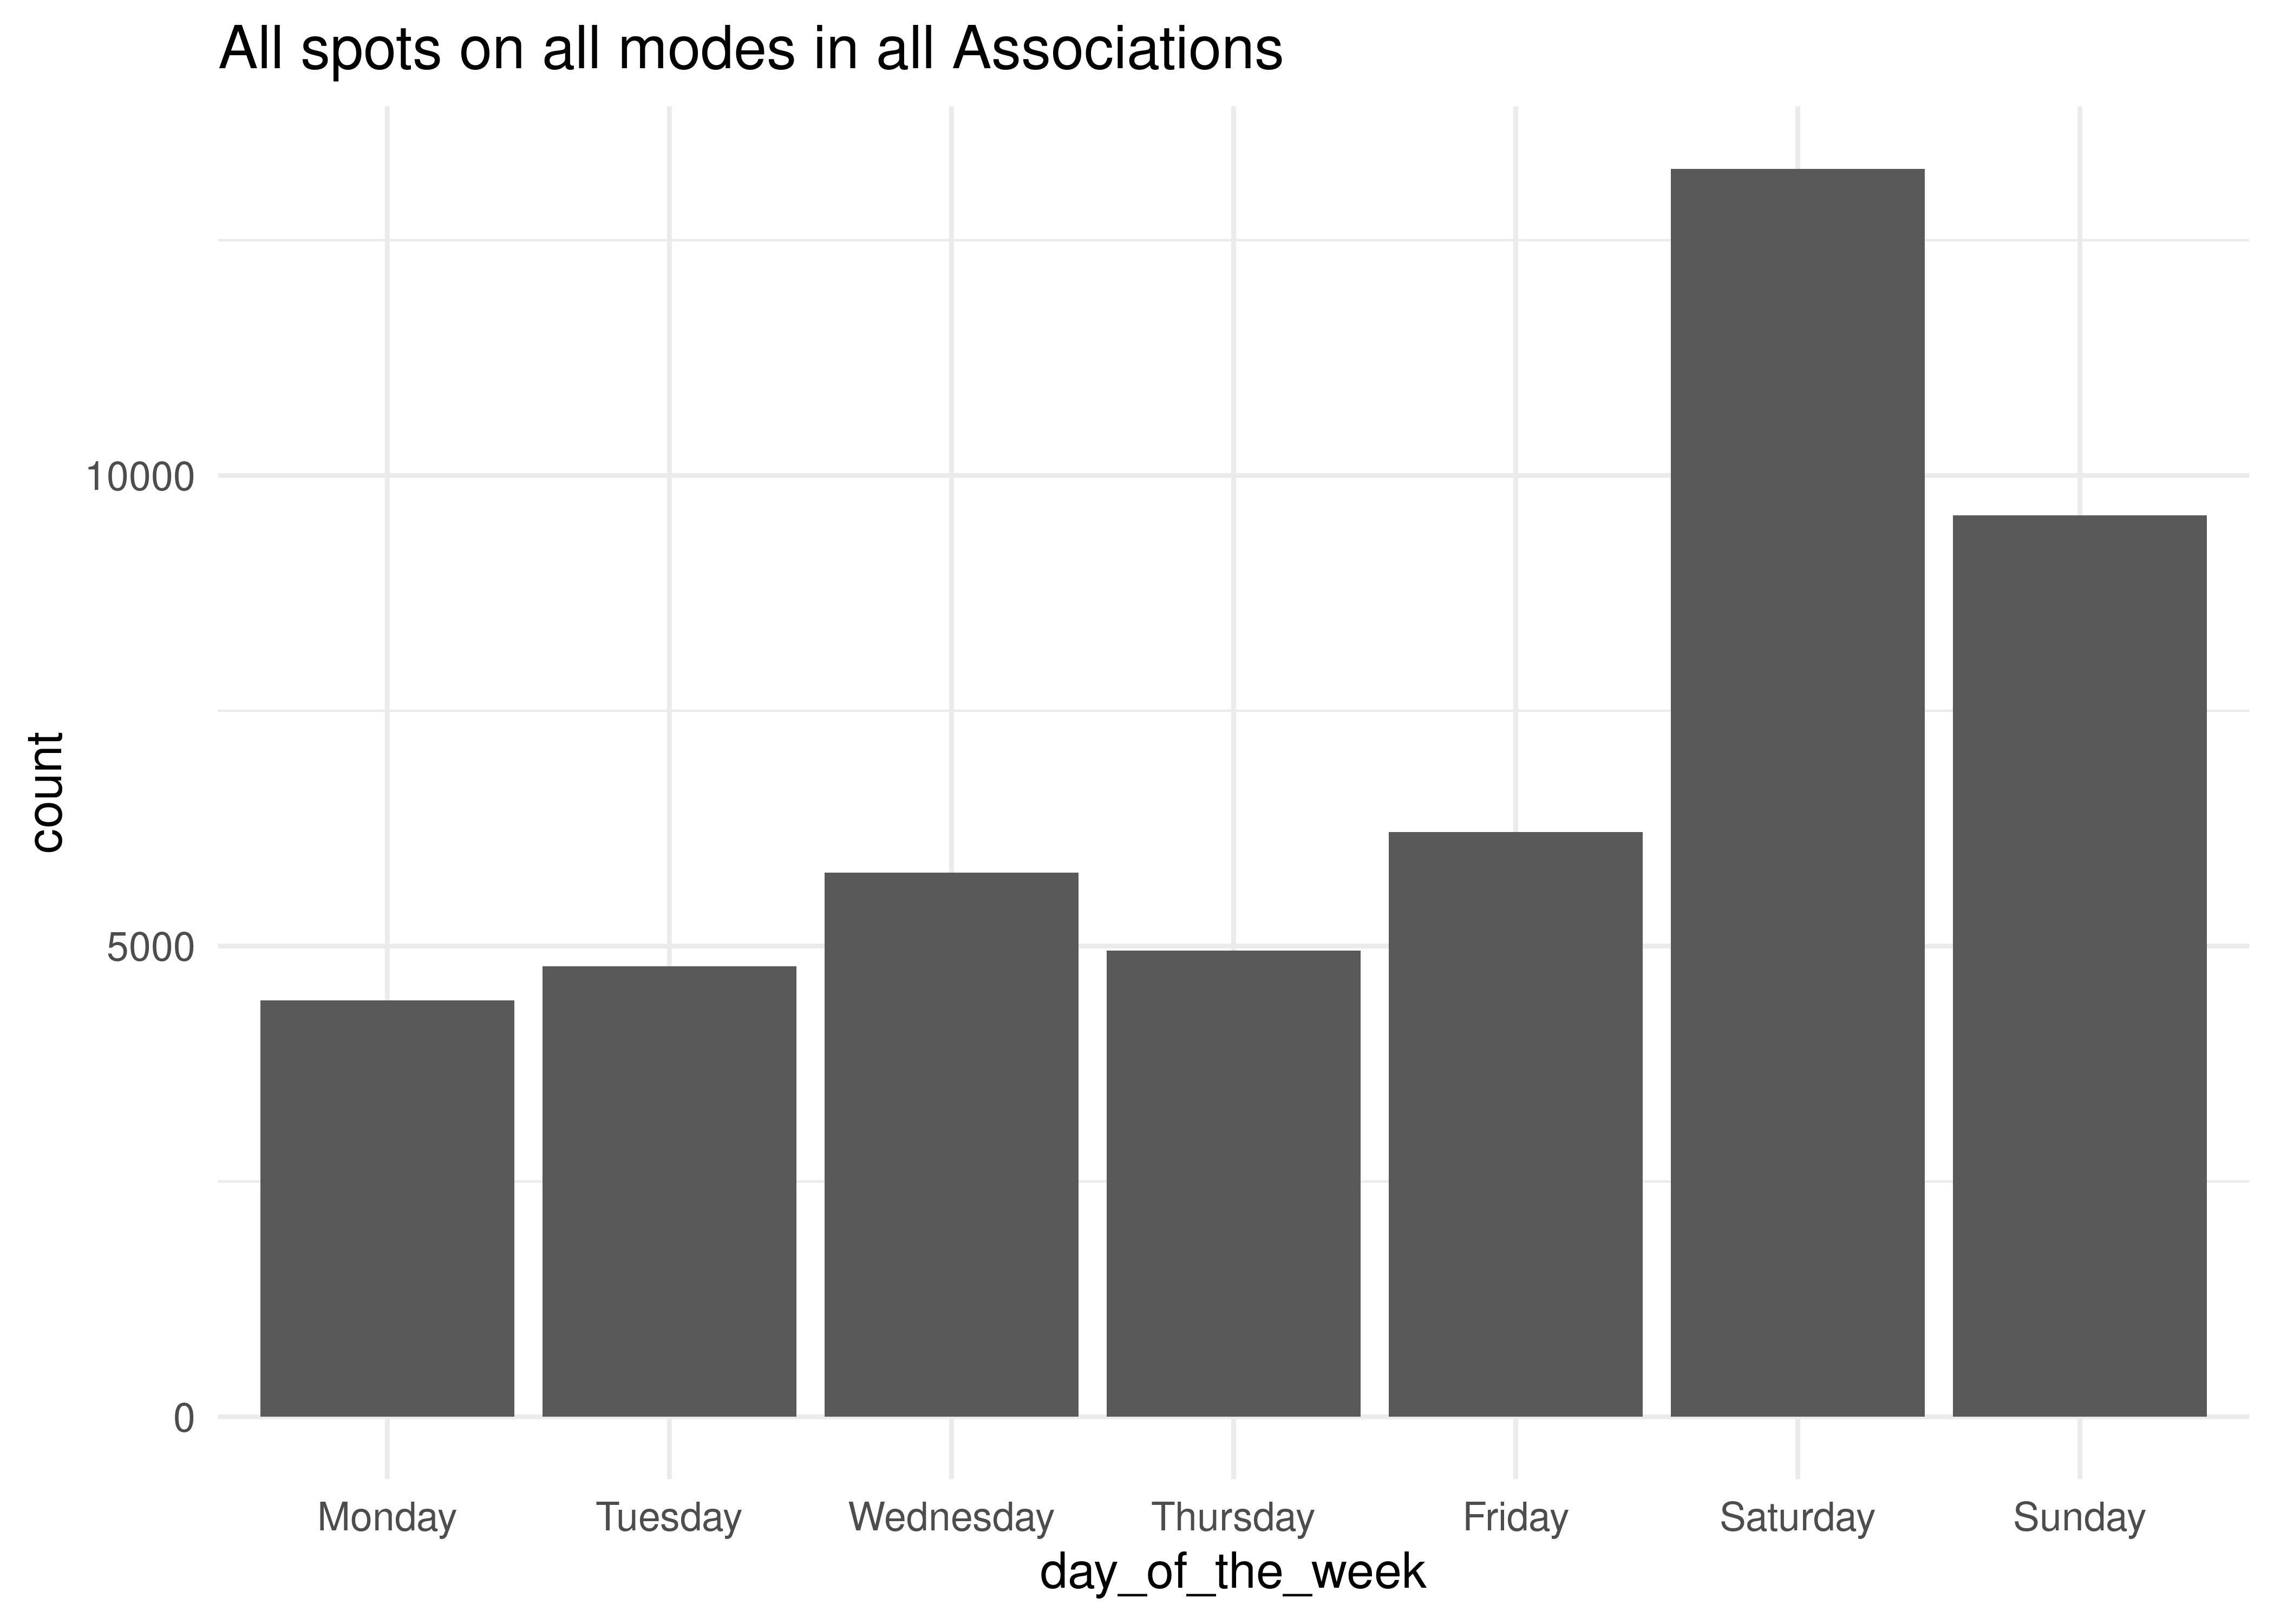 All spots on all modes in all Associations
count
10000
5000
0
Monday Tuesday Wednesday Thursday Friday Saturday Sunday
day_of_the_week